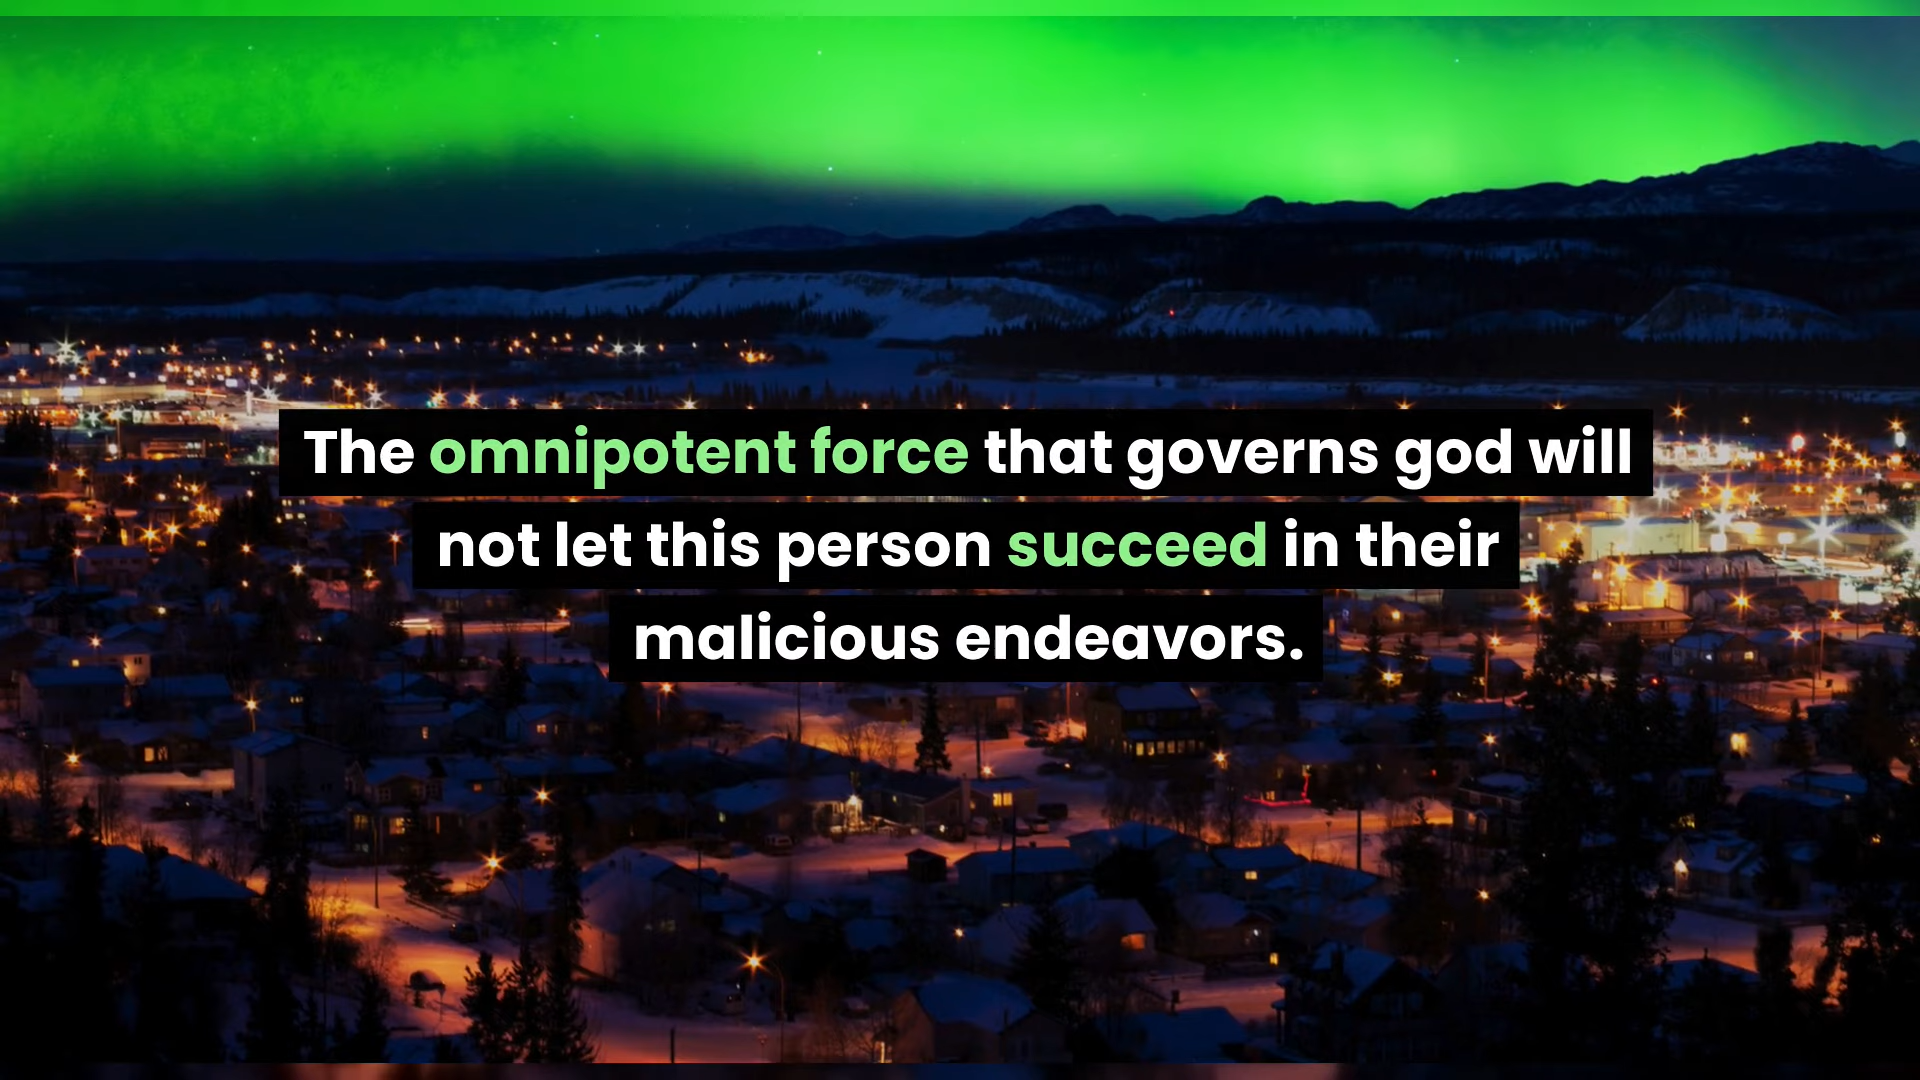 The omnipotent force that governs god will
not let this person succeed in their
malicious endeavors.